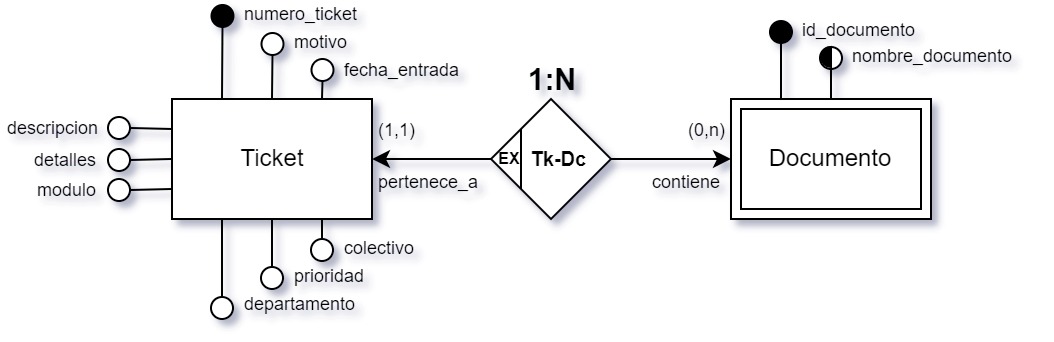 numero_ticket
motivo
fecha_entrada
id_documento
nombre_documento
1:N
descripcion
detalles
modulo
Ticket
(1,1)
pertenece_a
EX
Tk-Dc
(0,n)
contiene
Documento
colectivo
prioridad
departamento